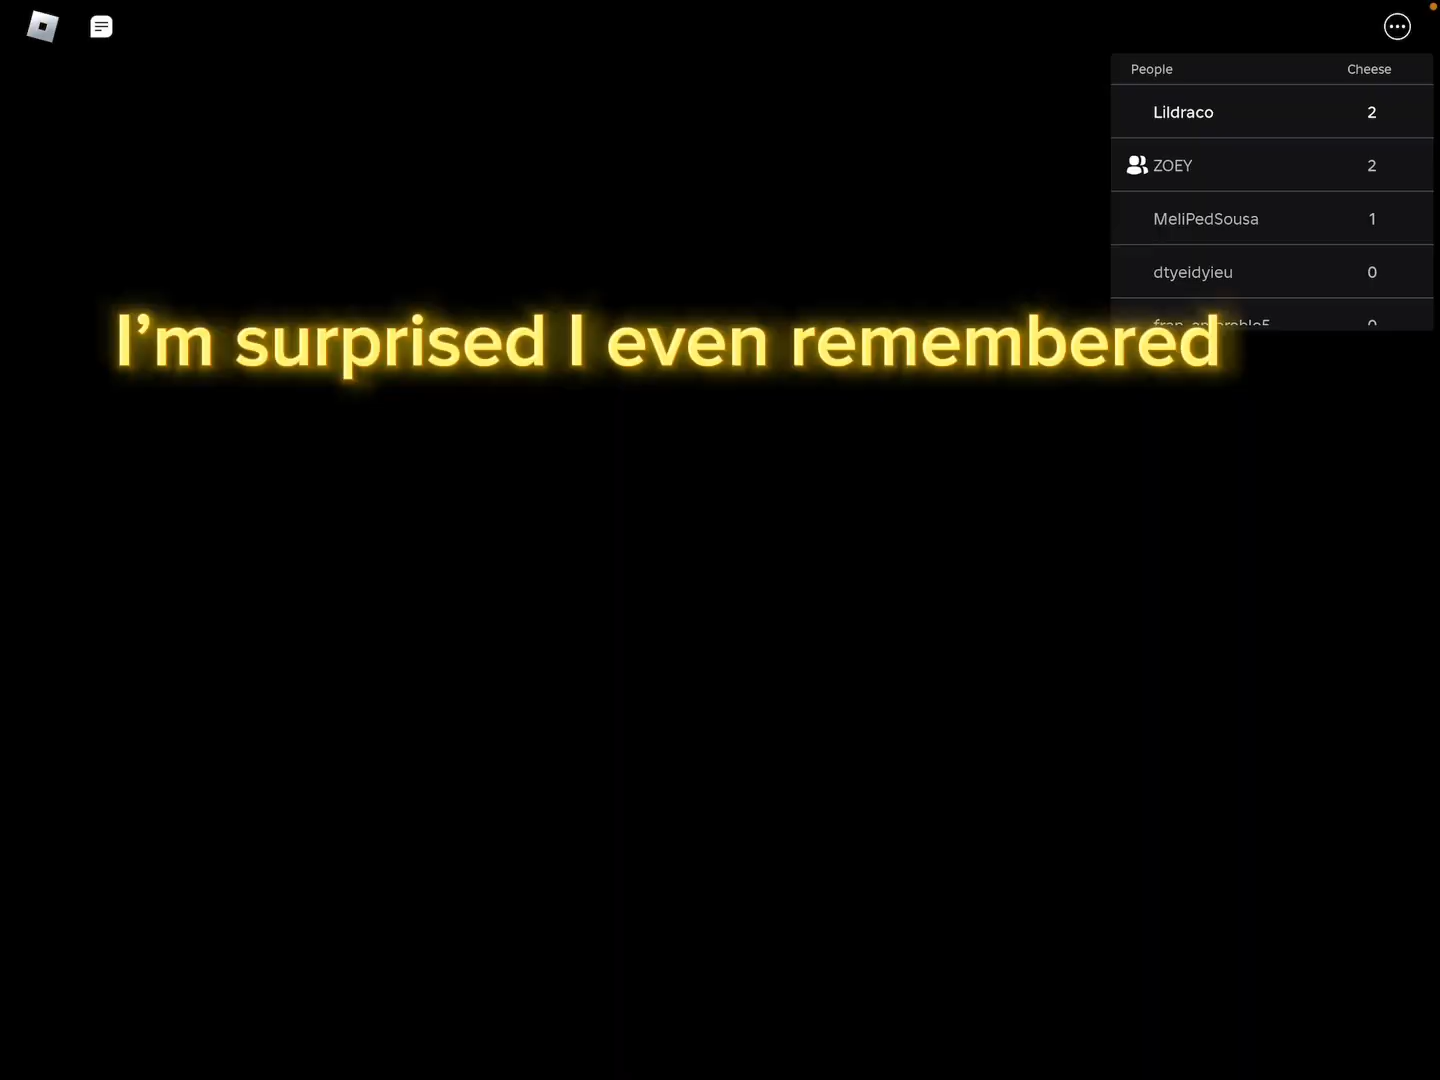 People Cheese
Lildraco 2
ZOEY 2
MeliPedSousa 1
dtyeidyieu 0
I’m surprised I even remembered